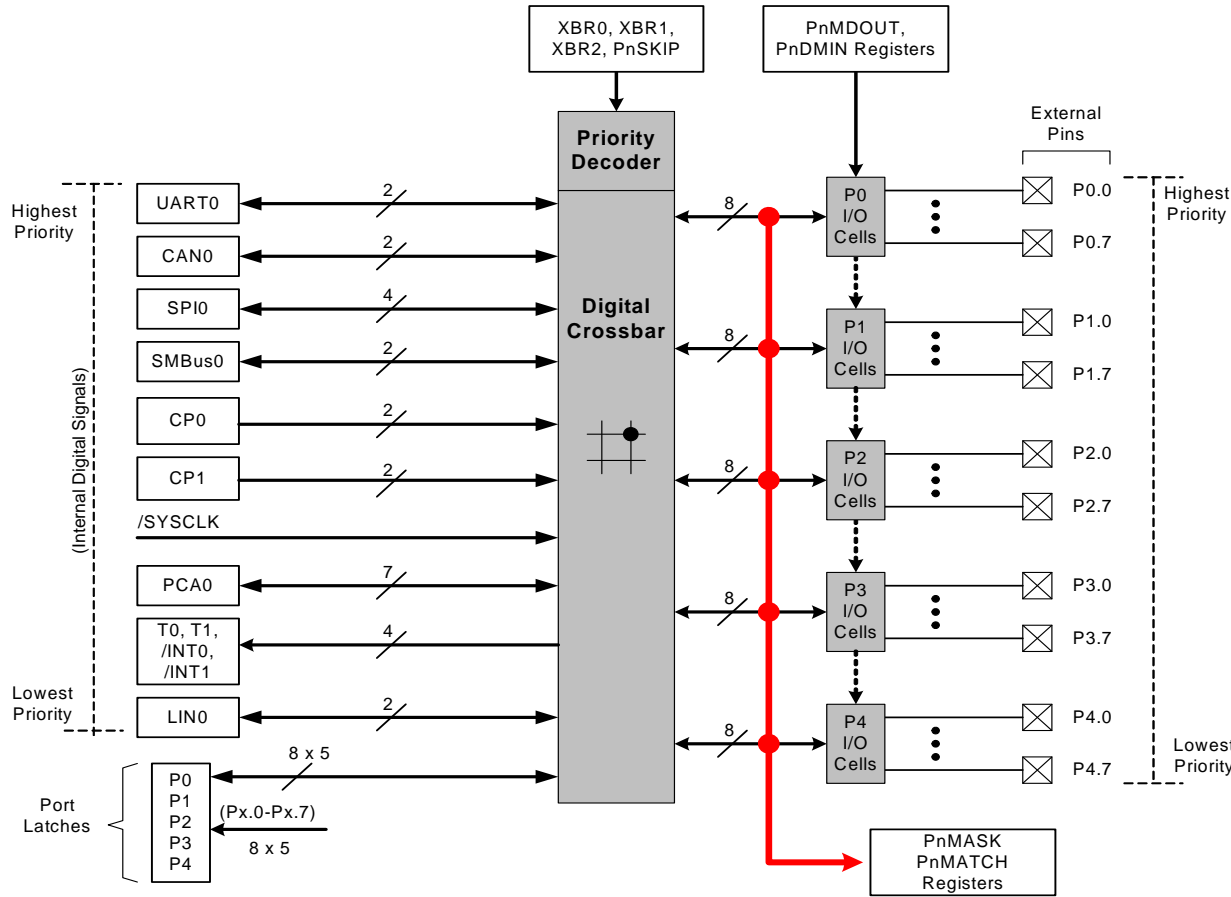 XBR0, XBR1,
XBR2, PnSKIP
PnMDOUT,
PnDMIN Registers
External
Pins
Priority
Decoder
Digital
Crossbar
Highest
Priority
(Internal Digital Signals)
Lowest
Priority
UART0
2
CAN0
2
SPI0
4
SMBus0
2
CP0
2
CP1
2
/SYSCLK
PCA0
7
T0, T1,
/INT0,
/INT1
4
LIN0
2
Port
Latches
P0
P1
P2
P3
P4
8 x 5
(Px.0-Px.7)
8 x 5
8
P0
I/O
Cells
P0.0
P0.7
8
P1
I/O
Cells
P1.0
P1.7
8
P2
I/O
Cells
P2.0
P2.7
8
P3
I/O
Cells
P3.0
P3.7
8
P4
I/O
Cells
P4.0
P4.7
Highest
Priority
Lowest
Priority
PnMASK
PnMATCH
Registers